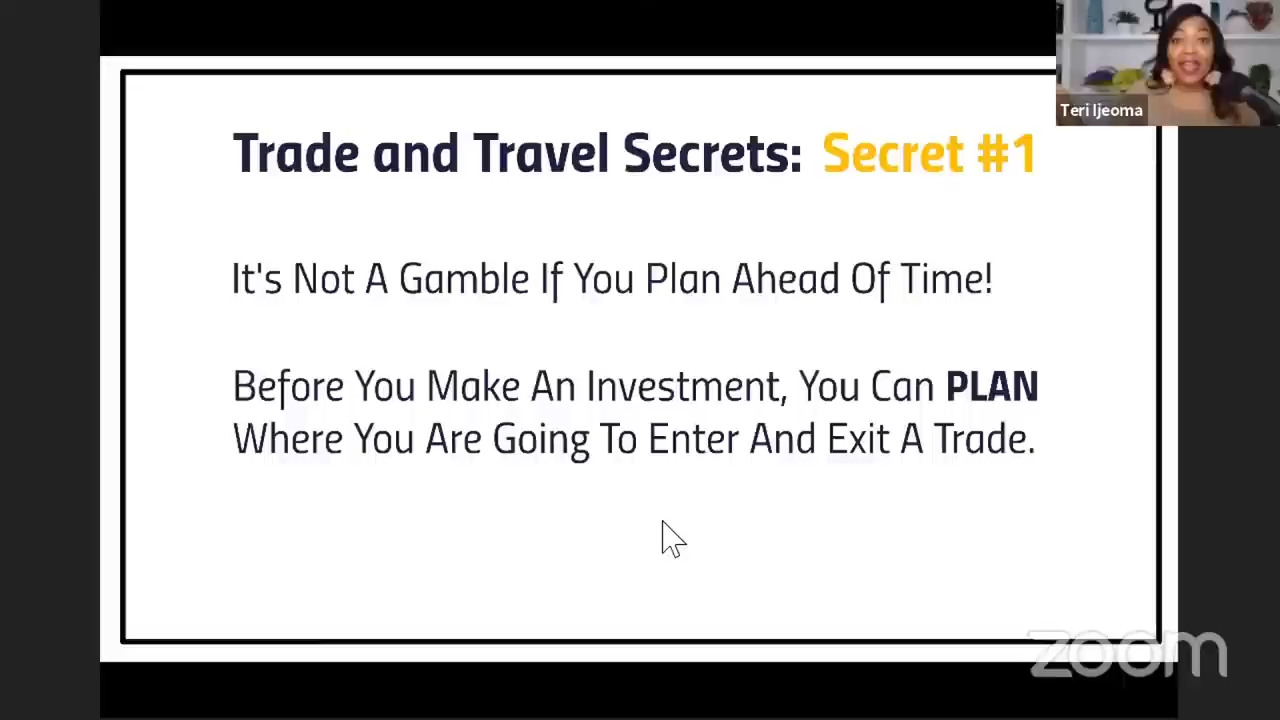 Trade and Travel Secrets: Secret #1
Teri Ijeoma
It's Not A Gamble If You Plan Ahead Of Time!
Before You Make An Investment, You Can PLAN
Where You Are Going To Enter And Exit A Trade.
zoom